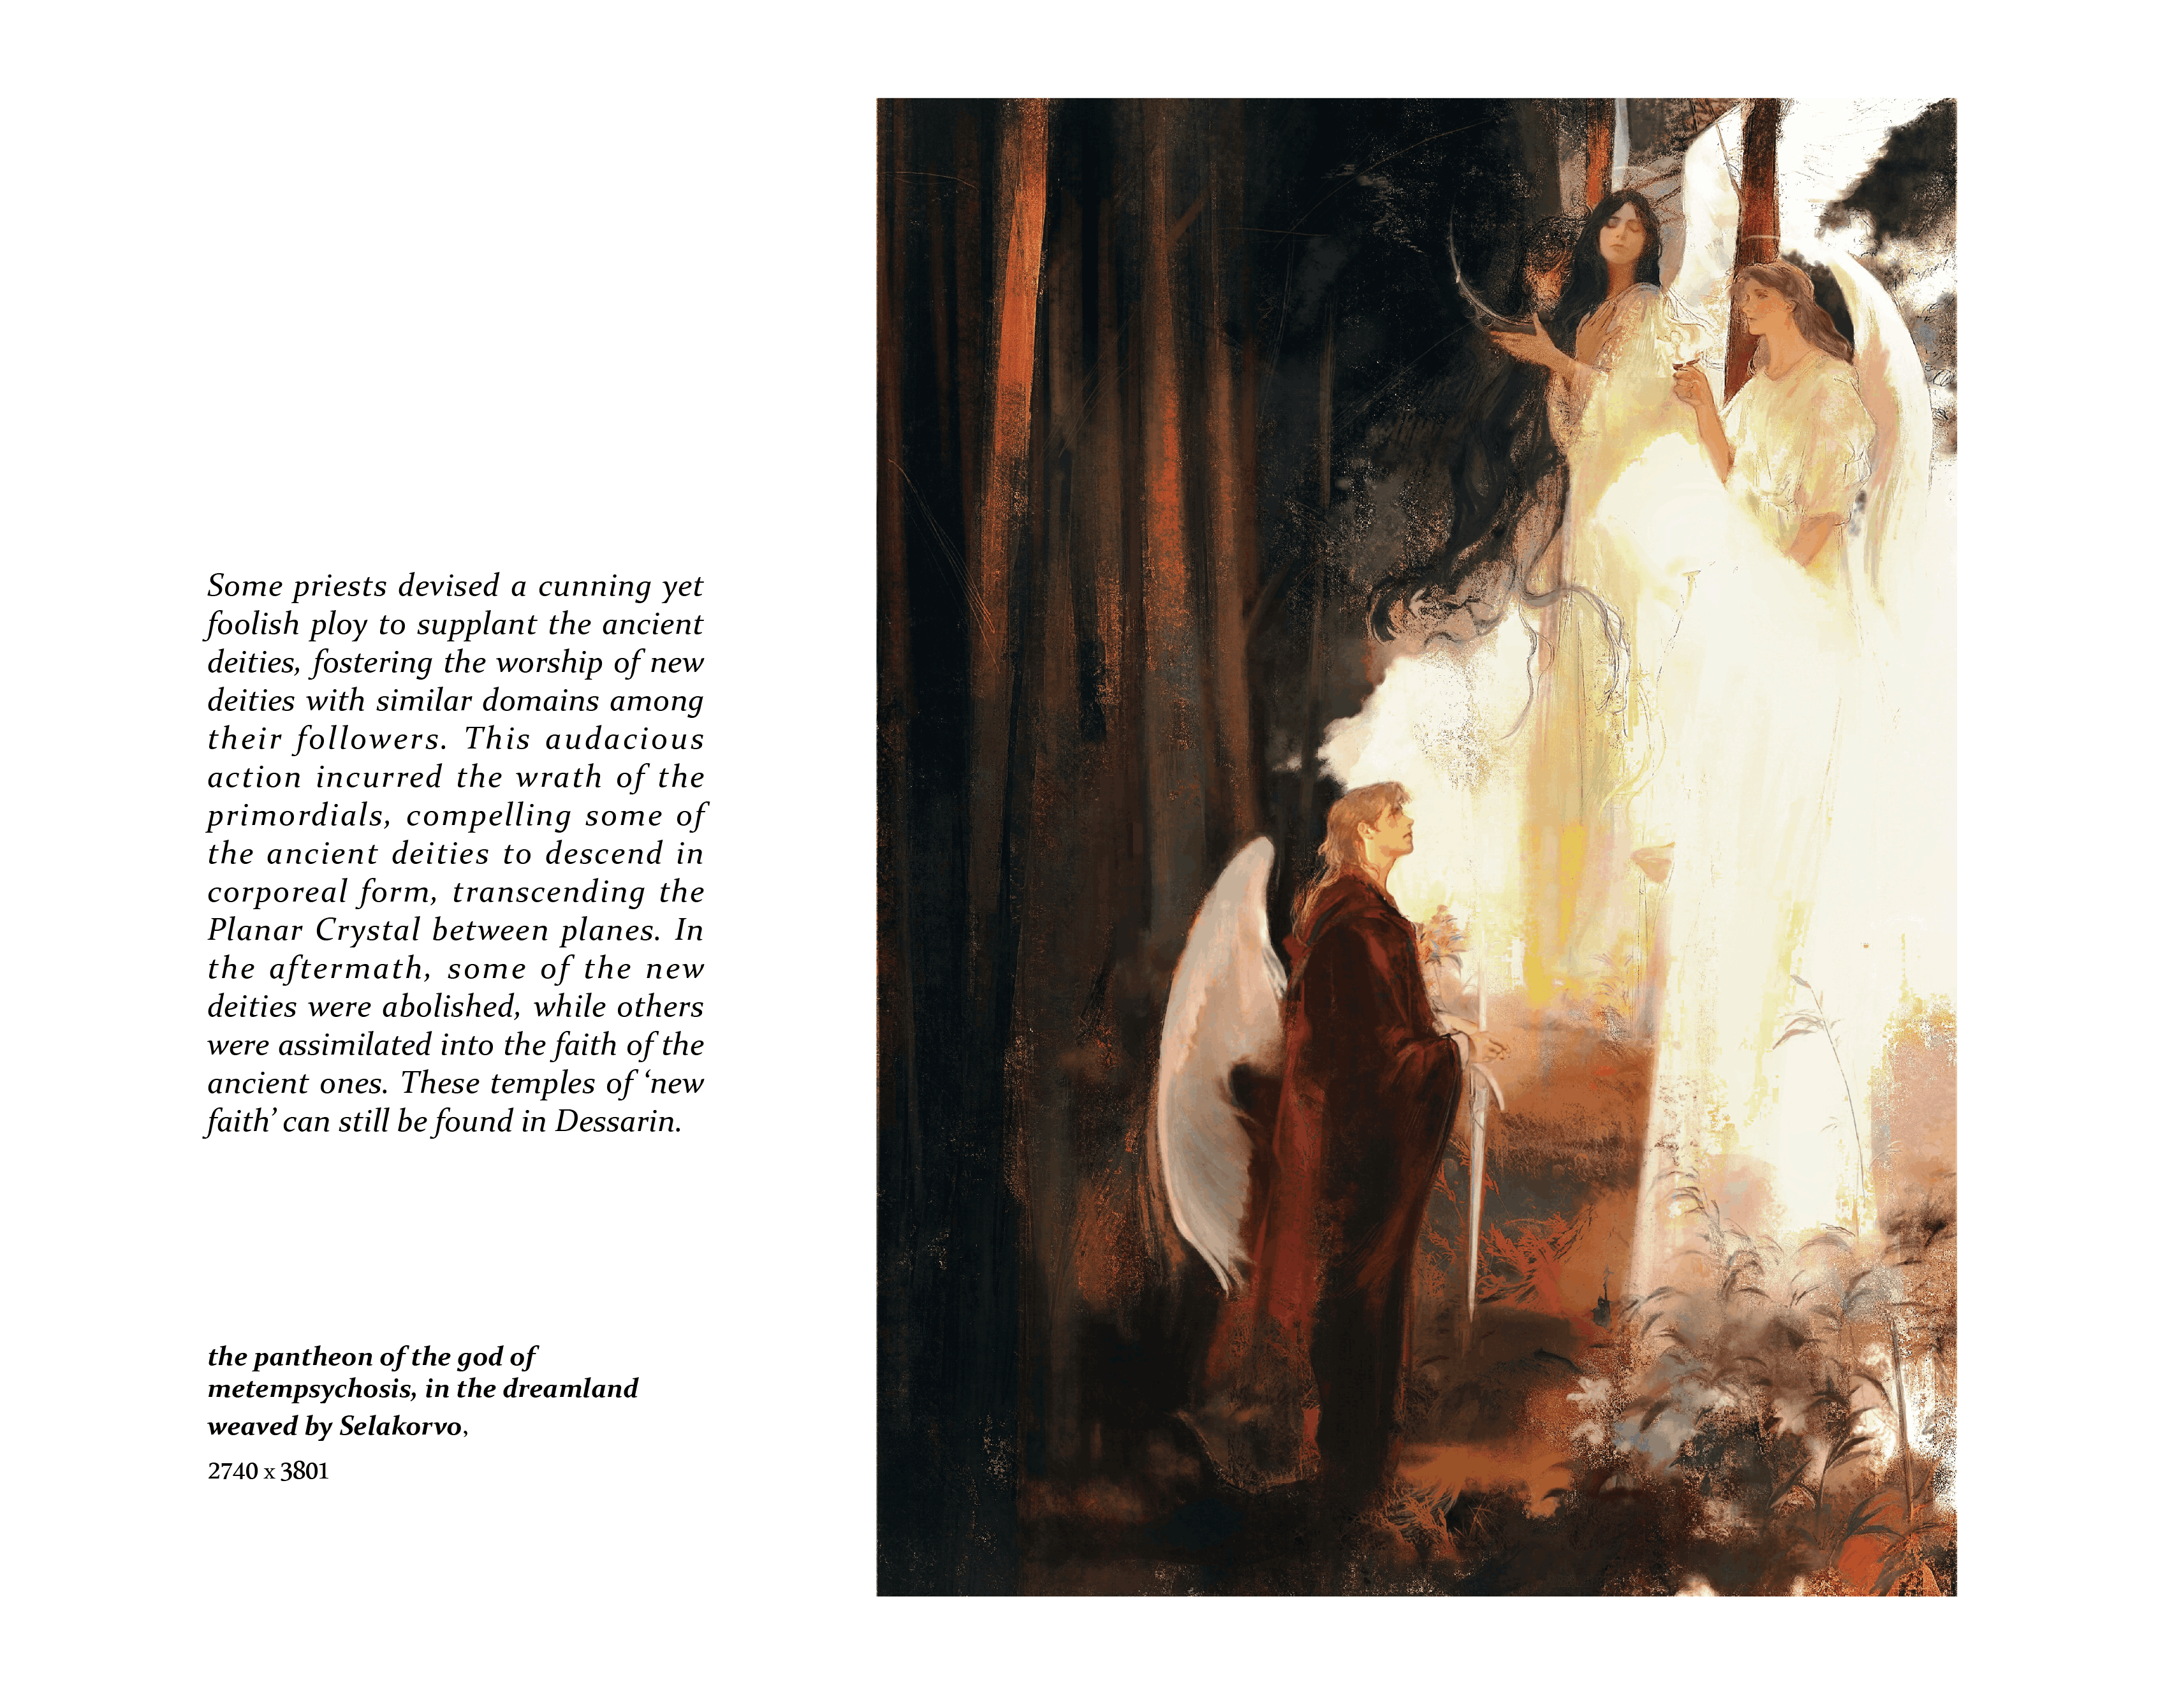 Some priests devised a cunning yet
foolish ploy to supplant the ancient
deities, fostering the worship of new
deities with similar domains among
their followers. This audacious
action incurred the wrath of the
primordials, compelling some of
the ancient deities to descend in
corporeal form, transcending the
Planar Crystal between planes. In
the aftermath, some of the new
deities were abolished, while others
were assimilated into the faith of the
ancient ones. These temples of ‘new
faith’ can still be found in Dessarin.
the pantheon of the god of
metempsychosis, in the dreamland
weaved by Selakorvo,
2740 x 3801